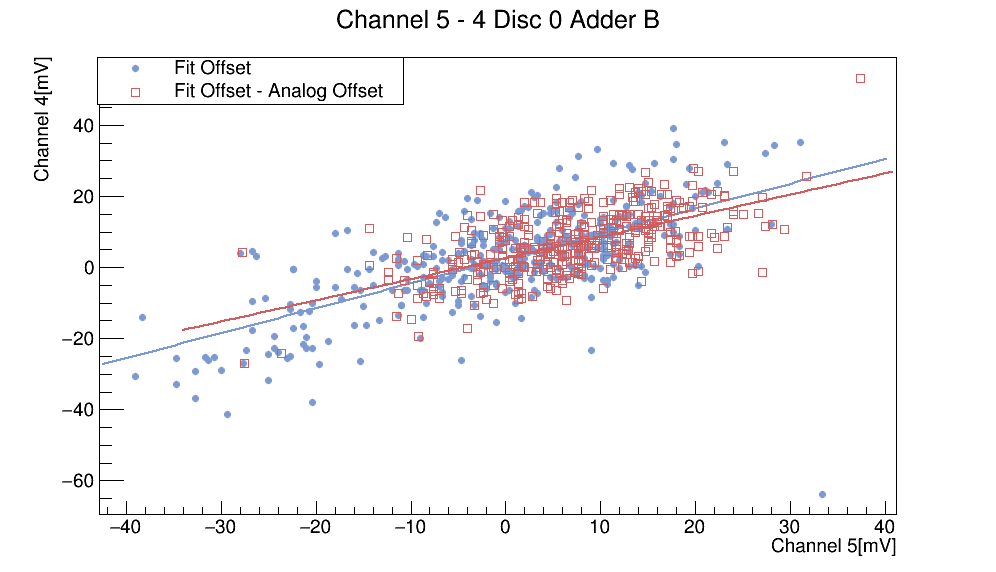 Channel 5 - 4 Disc 0 Adder B
Channel 4[mV]
Fit Offset
Fit Offset - Analog Offset
40
20
0
−20
−40
−60
−40 −30 −20 −10 0 10 20 30 40
Channel 5[mV]